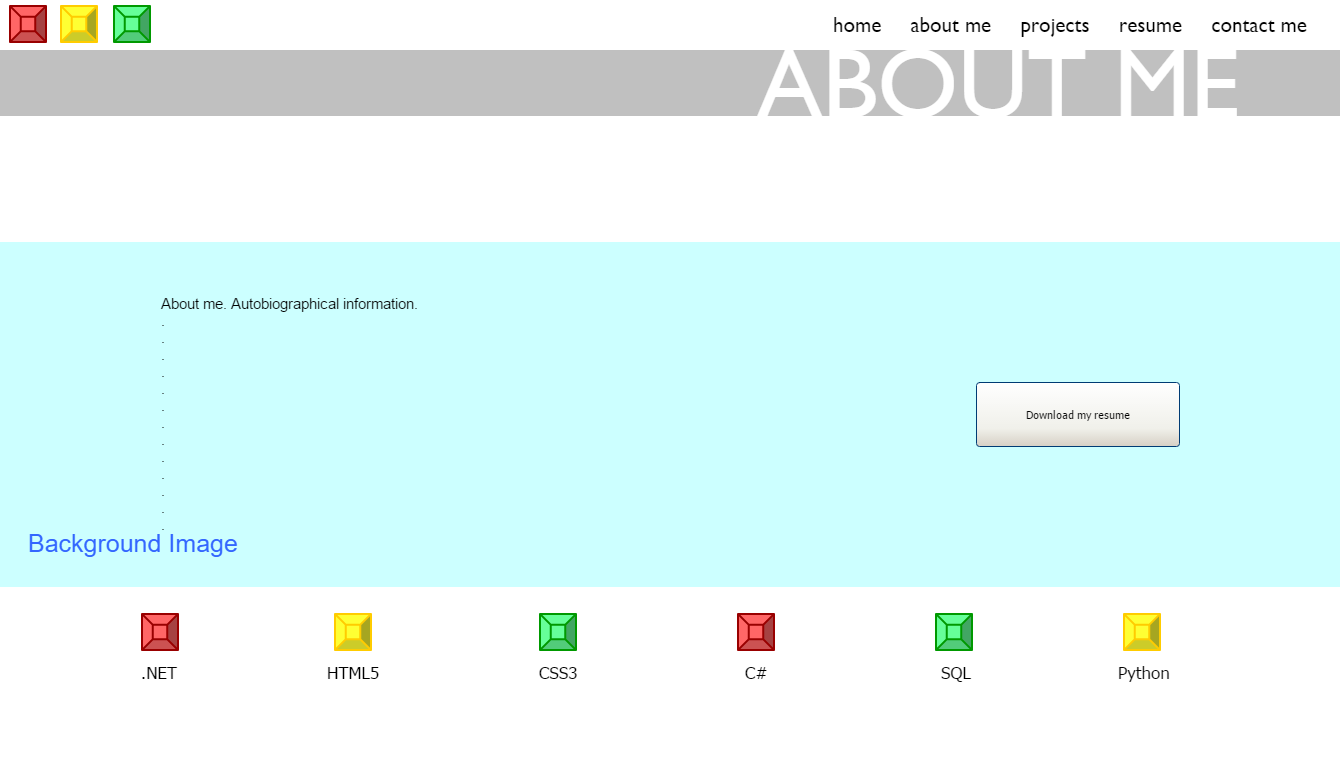 home about me projects resume contact me
ABOUT ME
About me. Autobiographical information.
.
.
.
.
.
.
.
.
.
.
.
.
.
Download my resume
Background Image
.NET HTML5 CSS3 C# SQL Python